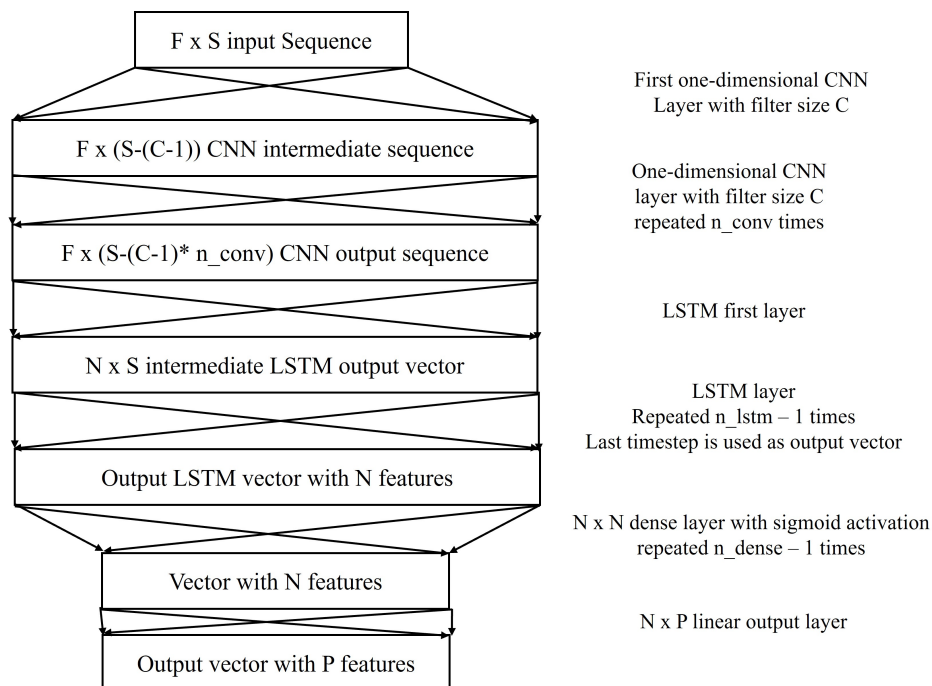 F x S input Sequence
First one-dimensional CNN
Layer with filter size C
F x (S-(C-1)) CNN intermediate sequence
One-dimensional CNN
layer with filter size C
repeated n_conv times
F x (S-(C-1)* n_conv) CNN output sequence
LSTM first layer
N x S intermediate LSTM output vector
LSTM layer
Repeated n_lstm – 1 times
Last timestep is used as output vector
Output LSTM vector with N features
N x N dense layer with sigmoid activation
repeated n_dense – 1 times
Vector with N features
N x P linear output layer
Output vector with P features